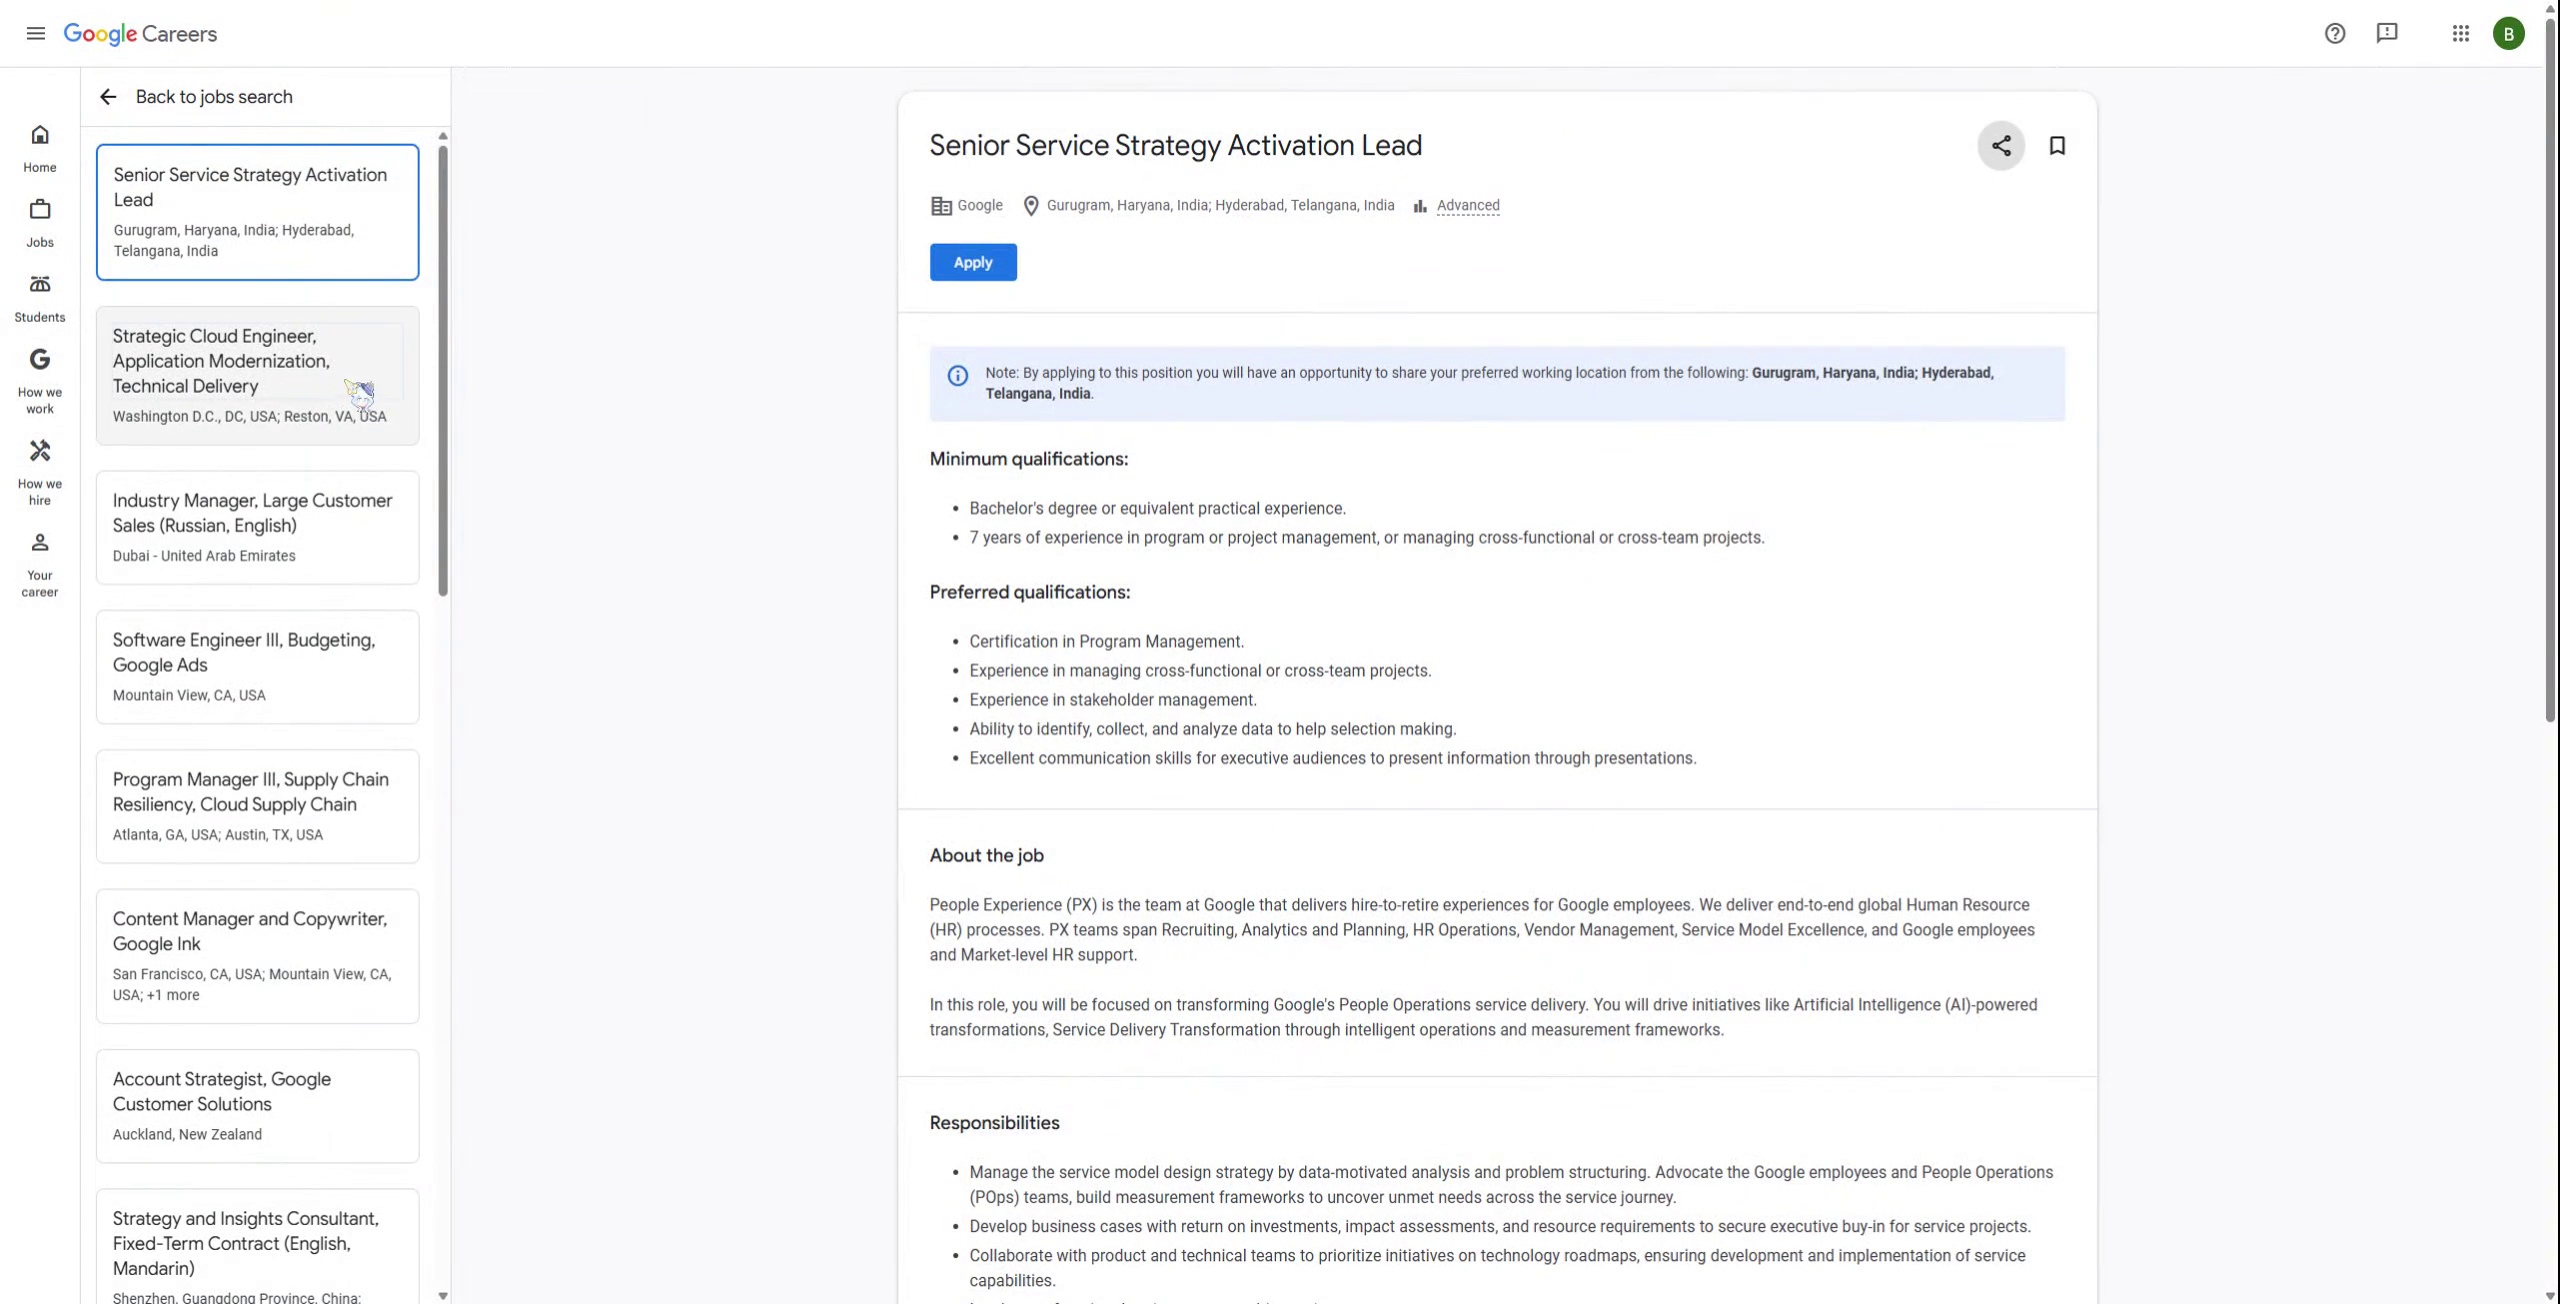 Google Careers
B
Back to jobs search
Home
Jobs
Students
How we
work
How we
hire
Your
career
Senior Service Strategy Activation
Lead
Gurugram, Haryana, India; Hyderabad,
Telangana, India
Strategic Cloud Engineer,
Application Modernization,
Technical Delivery
Washington D.C., DC, USA; Reston, VA, USA
Industry Manager, Large Customer
Sales (Russian, English)
Dubai - United Arab Emirates
Software Engineer III, Budgeting,
Google Ads
Mountain View, CA, USA
Program Manager III, Supply Chain
Resiliency, Cloud Supply Chain
Atlanta, GA, USA; Austin, TX, USA
Content Manager and Copywriter,
Google Ink
San Francisco, CA, USA; Mountain View, CA,
USA; +1 more
Account Strategist, Google
Customer Solutions
Auckland, New Zealand
Strategy and Insights Consultant,
Fixed-Term Contract (English,
Mandarin)
Shenzhen, Guangdong Province, China;
Senior Service Strategy Activation Lead
Google Gurugram, Haryana, India; Hyderabad, Telangana, India Advanced
Apply
Note: By applying to this position you will have an opportunity to share your preferred working location from the following: Gurugram, Haryana, India; Hyderabad,
Telangana, India.
Minimum qualifications:
• Bachelor's degree or equivalent practical experience.
• 7 years of experience in program or project management, or managing cross-functional or cross-team projects.
Preferred qualifications:
• Certification in Program Management.
• Experience in managing cross-functional or cross-team projects.
• Experience in stakeholder management.
• Ability to identify, collect, and analyze data to help selection making.
• Excellent communication skills for executive audiences to present information through presentations.
About the job
People Experience (PX) is the team at Google that delivers hire-to-retire experiences for Google employees. We deliver end-to-end global Human Resource
(HR) processes. PX teams span Recruiting, Analytics and Planning, HR Operations, Vendor Management, Service Model Excellence, and Google employees
and Market-level HR support.
In this role, you will be focused on transforming Google's People Operations service delivery. You will drive initiatives like Artificial Intelligence (AI)-powered
transformations, Service Delivery Transformation through intelligent operations and measurement frameworks.
Responsibilities
• Manage the service model design strategy by data-motivated analysis and problem structuring. Advocate the Google employees and People Operations
(POps) teams, build measurement frameworks to uncover unmet needs across the service journey.
• Develop business cases with return on investments, impact assessments, and resource requirements to secure executive buy-in for service projects.
• Collaborate with product and technical teams to prioritize initiatives on technology roadmaps, ensuring development and implementation of service
capabilities.